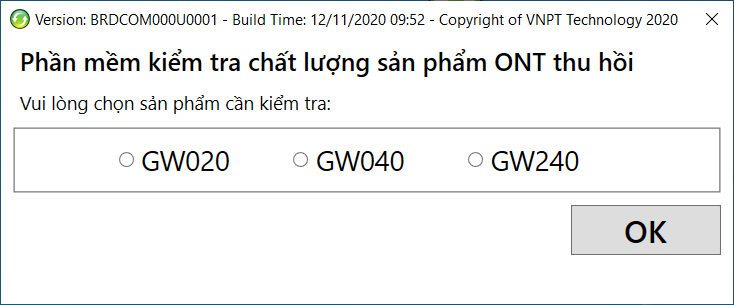 Version: BRDCOM000U0001 - Build Time: 12/11/2020 09:52 - Copyright of VNPT Technology 2020
Phần mềm kiểm tra chất lượng sản phẩm ONT thu hồi
Vui lòng chọn sản phẩm cần kiểm tra:
GW020 GW040 GW240
OK